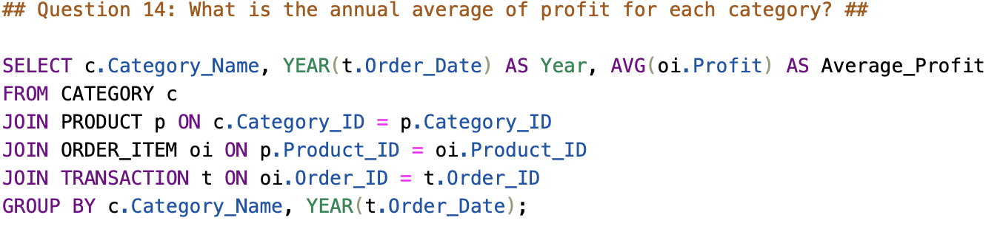 ## Question 14: What is the annual average of profit for each category? ##
SELECT c.Category_Name, YEAR(t.Order_Date) AS Year, AVG(oi.Profit) AS Average_Profit
FROM CATEGORY c
JOIN PRODUCT p ON c.Category_ID = p.Category_ID
JOIN ORDER_ITEM oi ON p.Product_ID = oi.Product_ID
JOIN TRANSACTION t ON oi.Order_ID = t.Order_ID
GROUP BY c.Category_Name, YEAR(t.Order_Date);